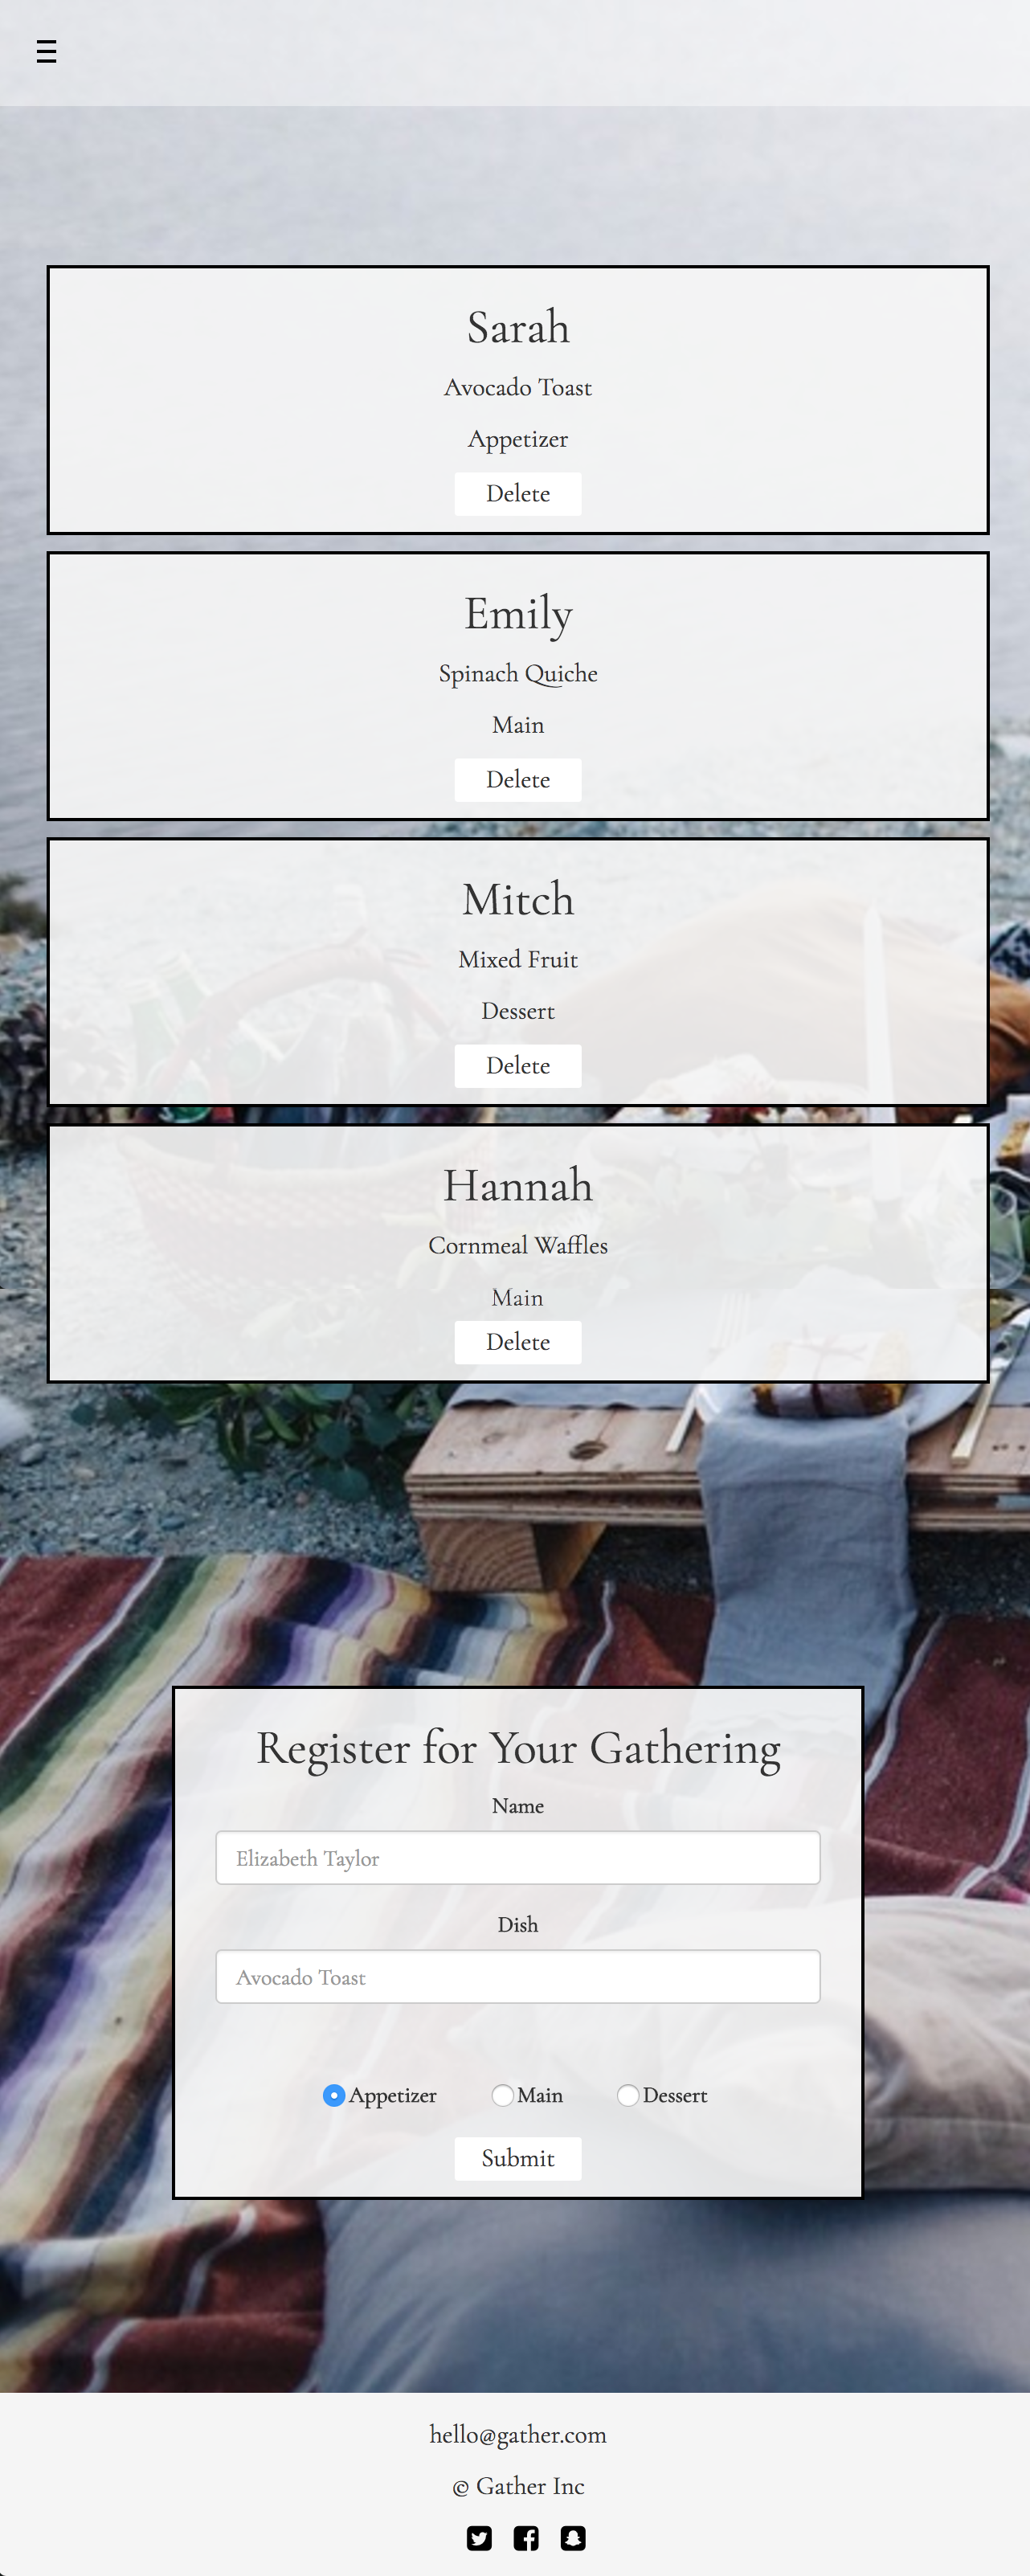 Sarah
Avocado Toast
Appetizer
Delete
Emily
Spinach Quiche
Main
Delete
Mitch
Mixed Fruit
Dessert
Delete
Hannah
Cornmeal Waffles
Main
Delete
Register for Your Gathering
Name
Elizabeth Taylor
Dish
Avocado Toast
Appetizer Main Dessert
Submit
hello@gather.com
© Gather Inc